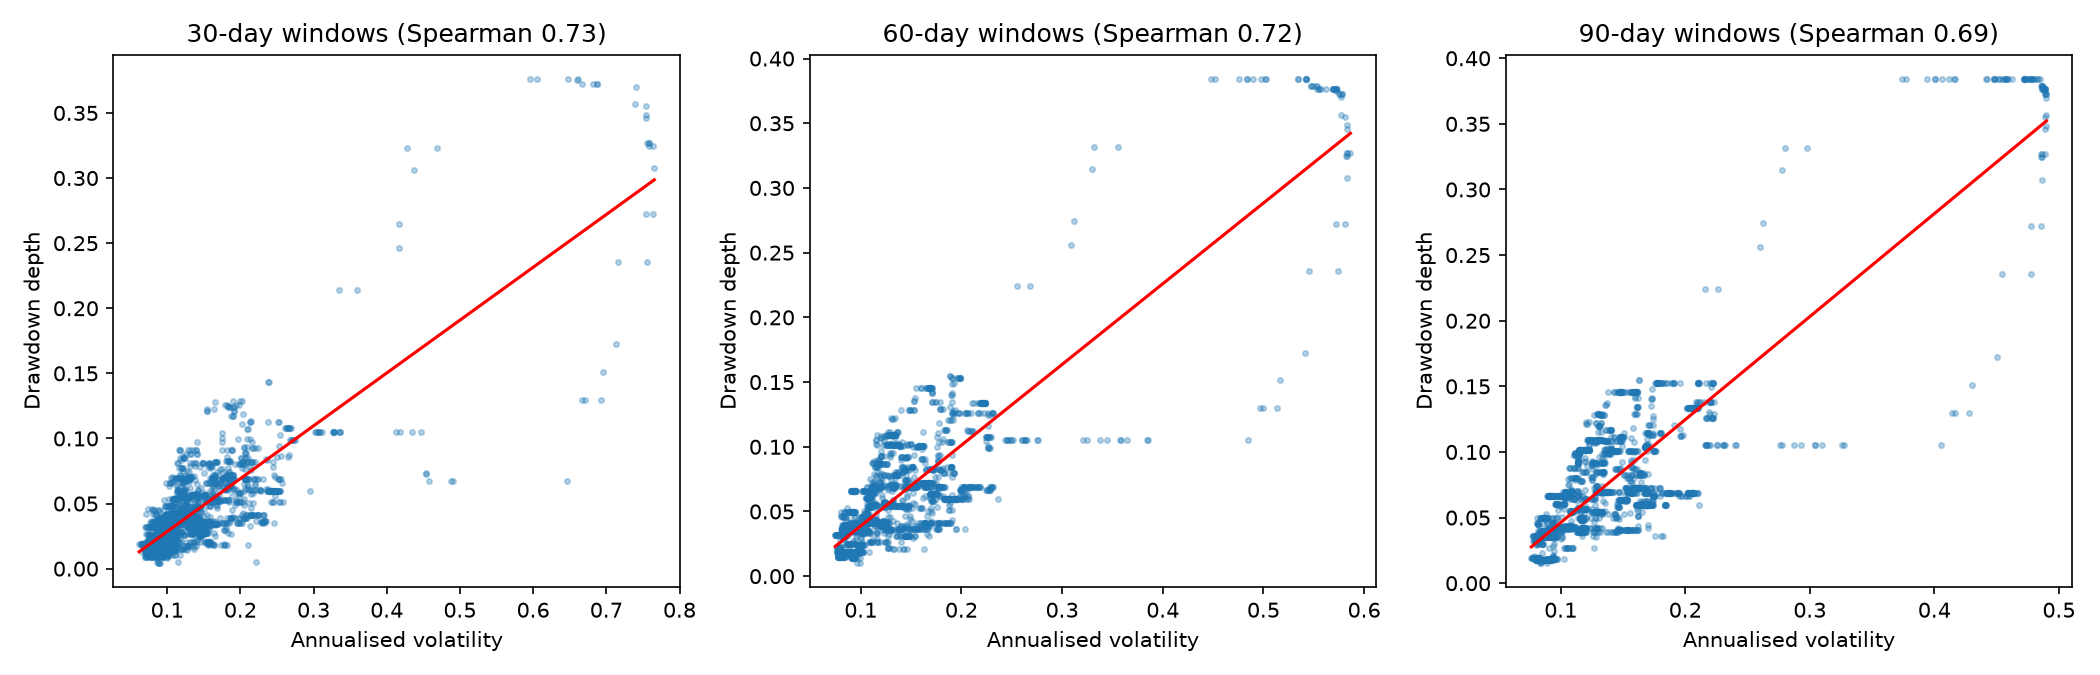 30-day windows (Spearman 0.73)
0.35
0.30
0.25
0.20
0.15
0.10
0.05
0.00
Drawdown depth
0.1 0.2 0.3 0.4 0.5 0.6 0.7 0.8
Annualised volatility
60-day windows (Spearman 0.72)
0.40
0.35
0.30
0.25
0.20
0.15
0.10
0.05
0.00
Drawdown depth
0.1 0.2 0.3 0.4 0.5 0.6
Annualised volatility
90-day windows (Spearman 0.69)
0.40
0.35
0.30
0.25
0.20
0.15
0.10
0.05
0.00
Drawdown depth
0.1 0.2 0.3 0.4 0.5
Annualised volatility